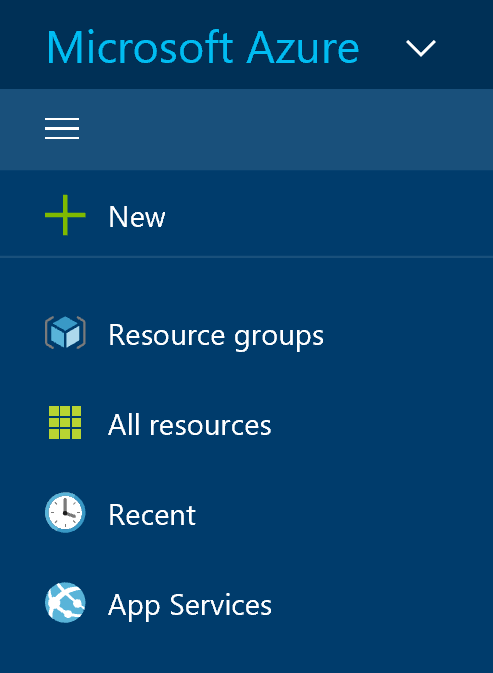 Microsoft Azure
New
Resource groups
All resources
Recent
App Services